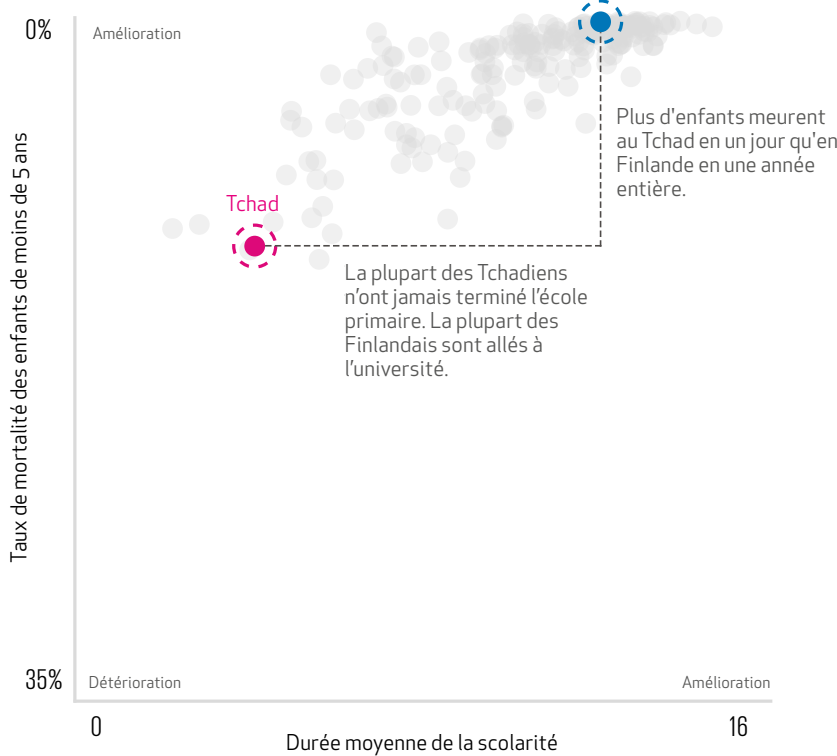 0%
Amélioration
Plus d'enfants meurent
au Tchad en un jour qu'en
Finlande en une année
entière.
Tchad
La plupart des Tchadiens
n’ont jamais terminé l’école
primaire. La plupart des
Finlandais sont allés à
l’université.
Taux de mortalité des enfants de moins de 5 ans
35%
Détérioration
Amélioration
0
16
Durée moyenne de la scolarité